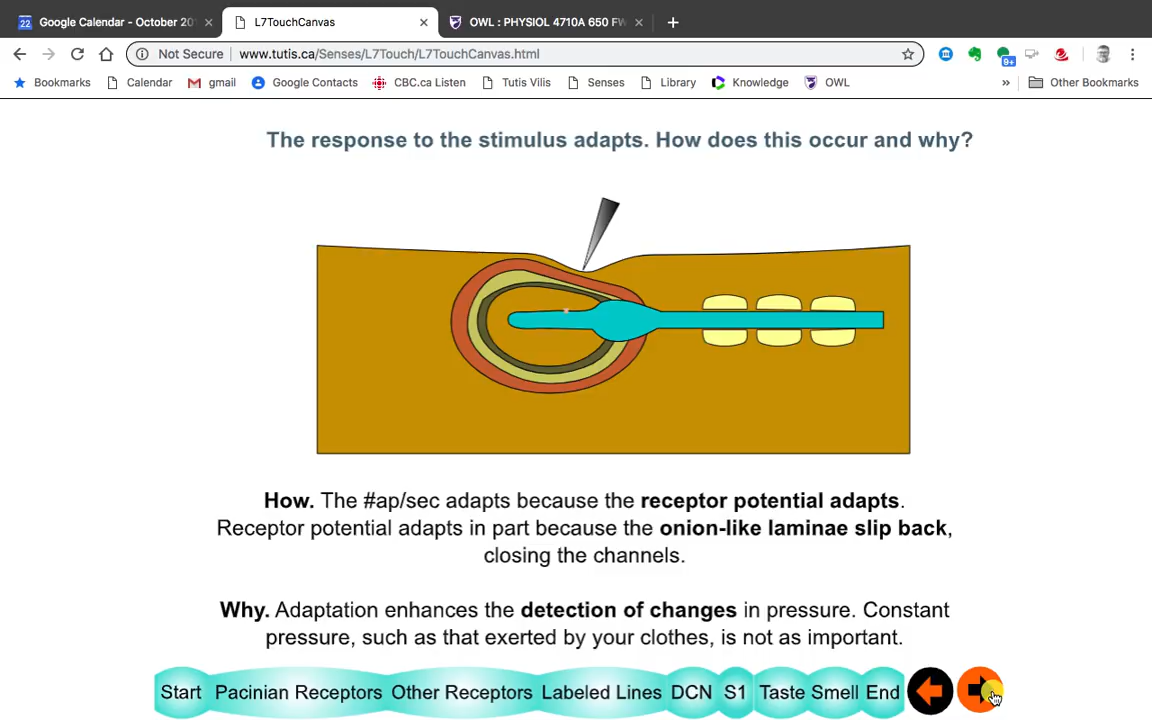 Google Calendar - October 20
L7TouchCanvas
OWL : PHYSIOL 4710A 650 FW
22
Not Secure
www.tutis.ca/Senses/L7Touch/L7TouchCanvas.html
9+
Bookmarks
Calendar
gmail
Google Contacts
CBC.ca Listen
Tutis Vilis
Senses
Library
Knowledge
OWL
»
Other Bookmarks
The response to the stimulus adapts. How does this occur and why?
How. The #ap/sec adapts because the receptor potential adapts.
Receptor potential adapts in part because the onion-like laminae slip back,
closing the channels.
Why. Adaptation enhances the detection of changes in pressure. Constant
pressure, such as that exerted by your clothes, is not as important.
Start Pacinian Receptors Other Receptors Labeled Lines DCN S1 Taste Smell End